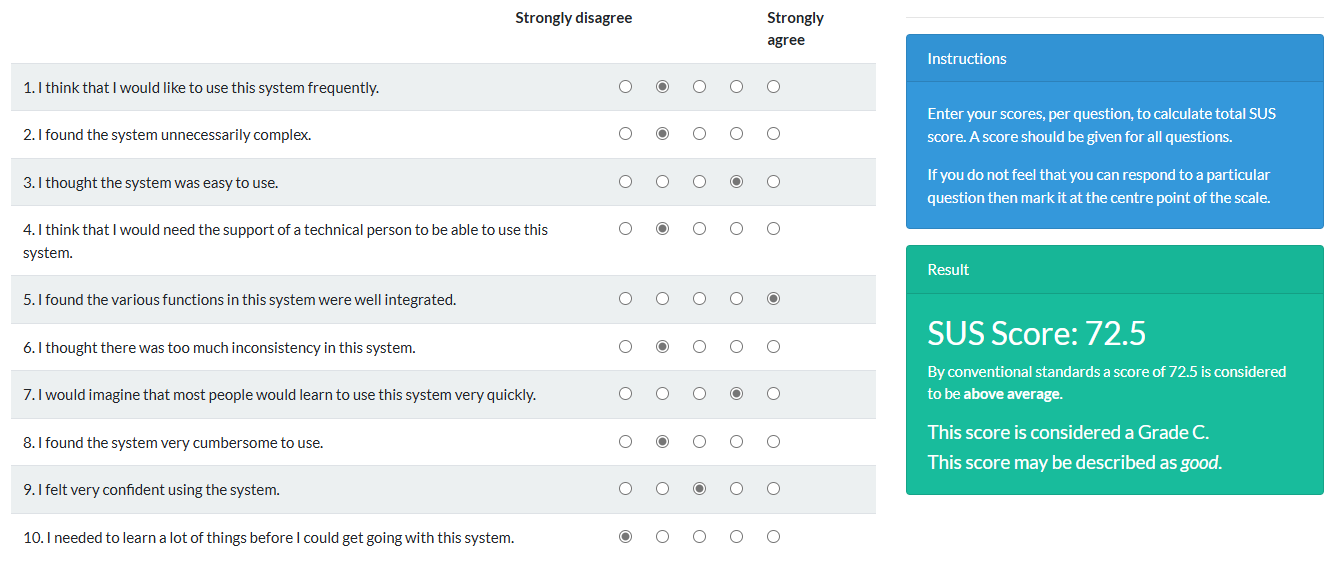 Strongly disagree
Strongly
agree
1. I think that I would like to use this system frequently.
2. I found the system unnecessarily complex.
3. I thought the system was easy to use.
4. I think that I would need the support of a technical person to be able to use this
system.
5. I found the various functions in this system were well integrated.
6. I thought there was too much inconsistency in this system.
7. I would imagine that most people would learn to use this system very quickly.
8. I found the system very cumbersome to use.
9. I felt very confident using the system.
10. I needed to learn a lot of things before I could get going with this system.
Instructions
Enter your scores, per question, to calculate total SUS
score. A score should be given for all questions.
If you do not feel that you can respond to a particular
question then mark it at the centre point of the scale.
Result
SUS Score: 72.5
By conventional standards a score of 72.5 is considered
to be above average.
This score is considered a Grade C.
This score may be described as good.